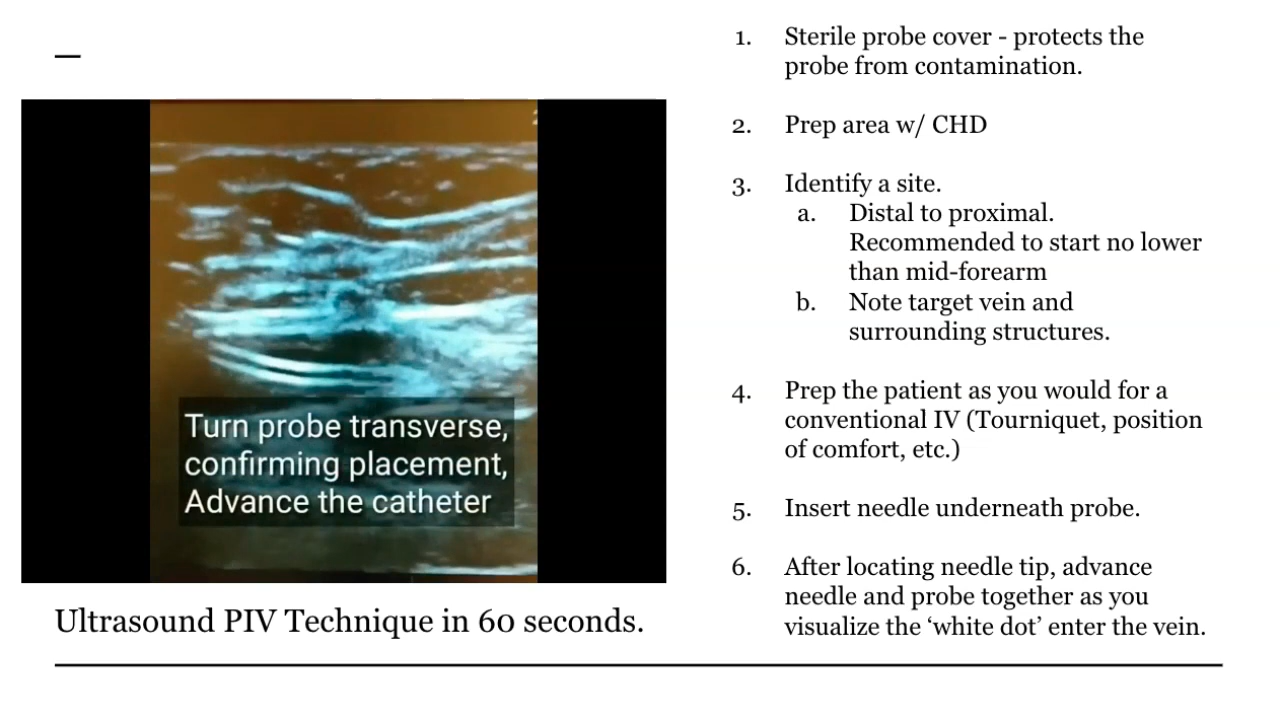 Turn probe transverse,
confirming placement,
Advance the catheter
Ultrasound PIV Technique in 60 seconds.
1. Sterile probe cover - protects the
probe from contamination.
2. Prep area w/ CHD
3. Identify a site.
a. Distal to proximal.
Recommended to start no lower
than mid-forearm
b. Note target vein and
surrounding structures.
4. Prep the patient as you would for a
conventional IV (Tourniquet, position
of comfort, etc.)
5. Insert needle underneath probe.
6. After locating needle tip, advance
needle and probe together as you
visualize the ‘white dot’ enter the vein.